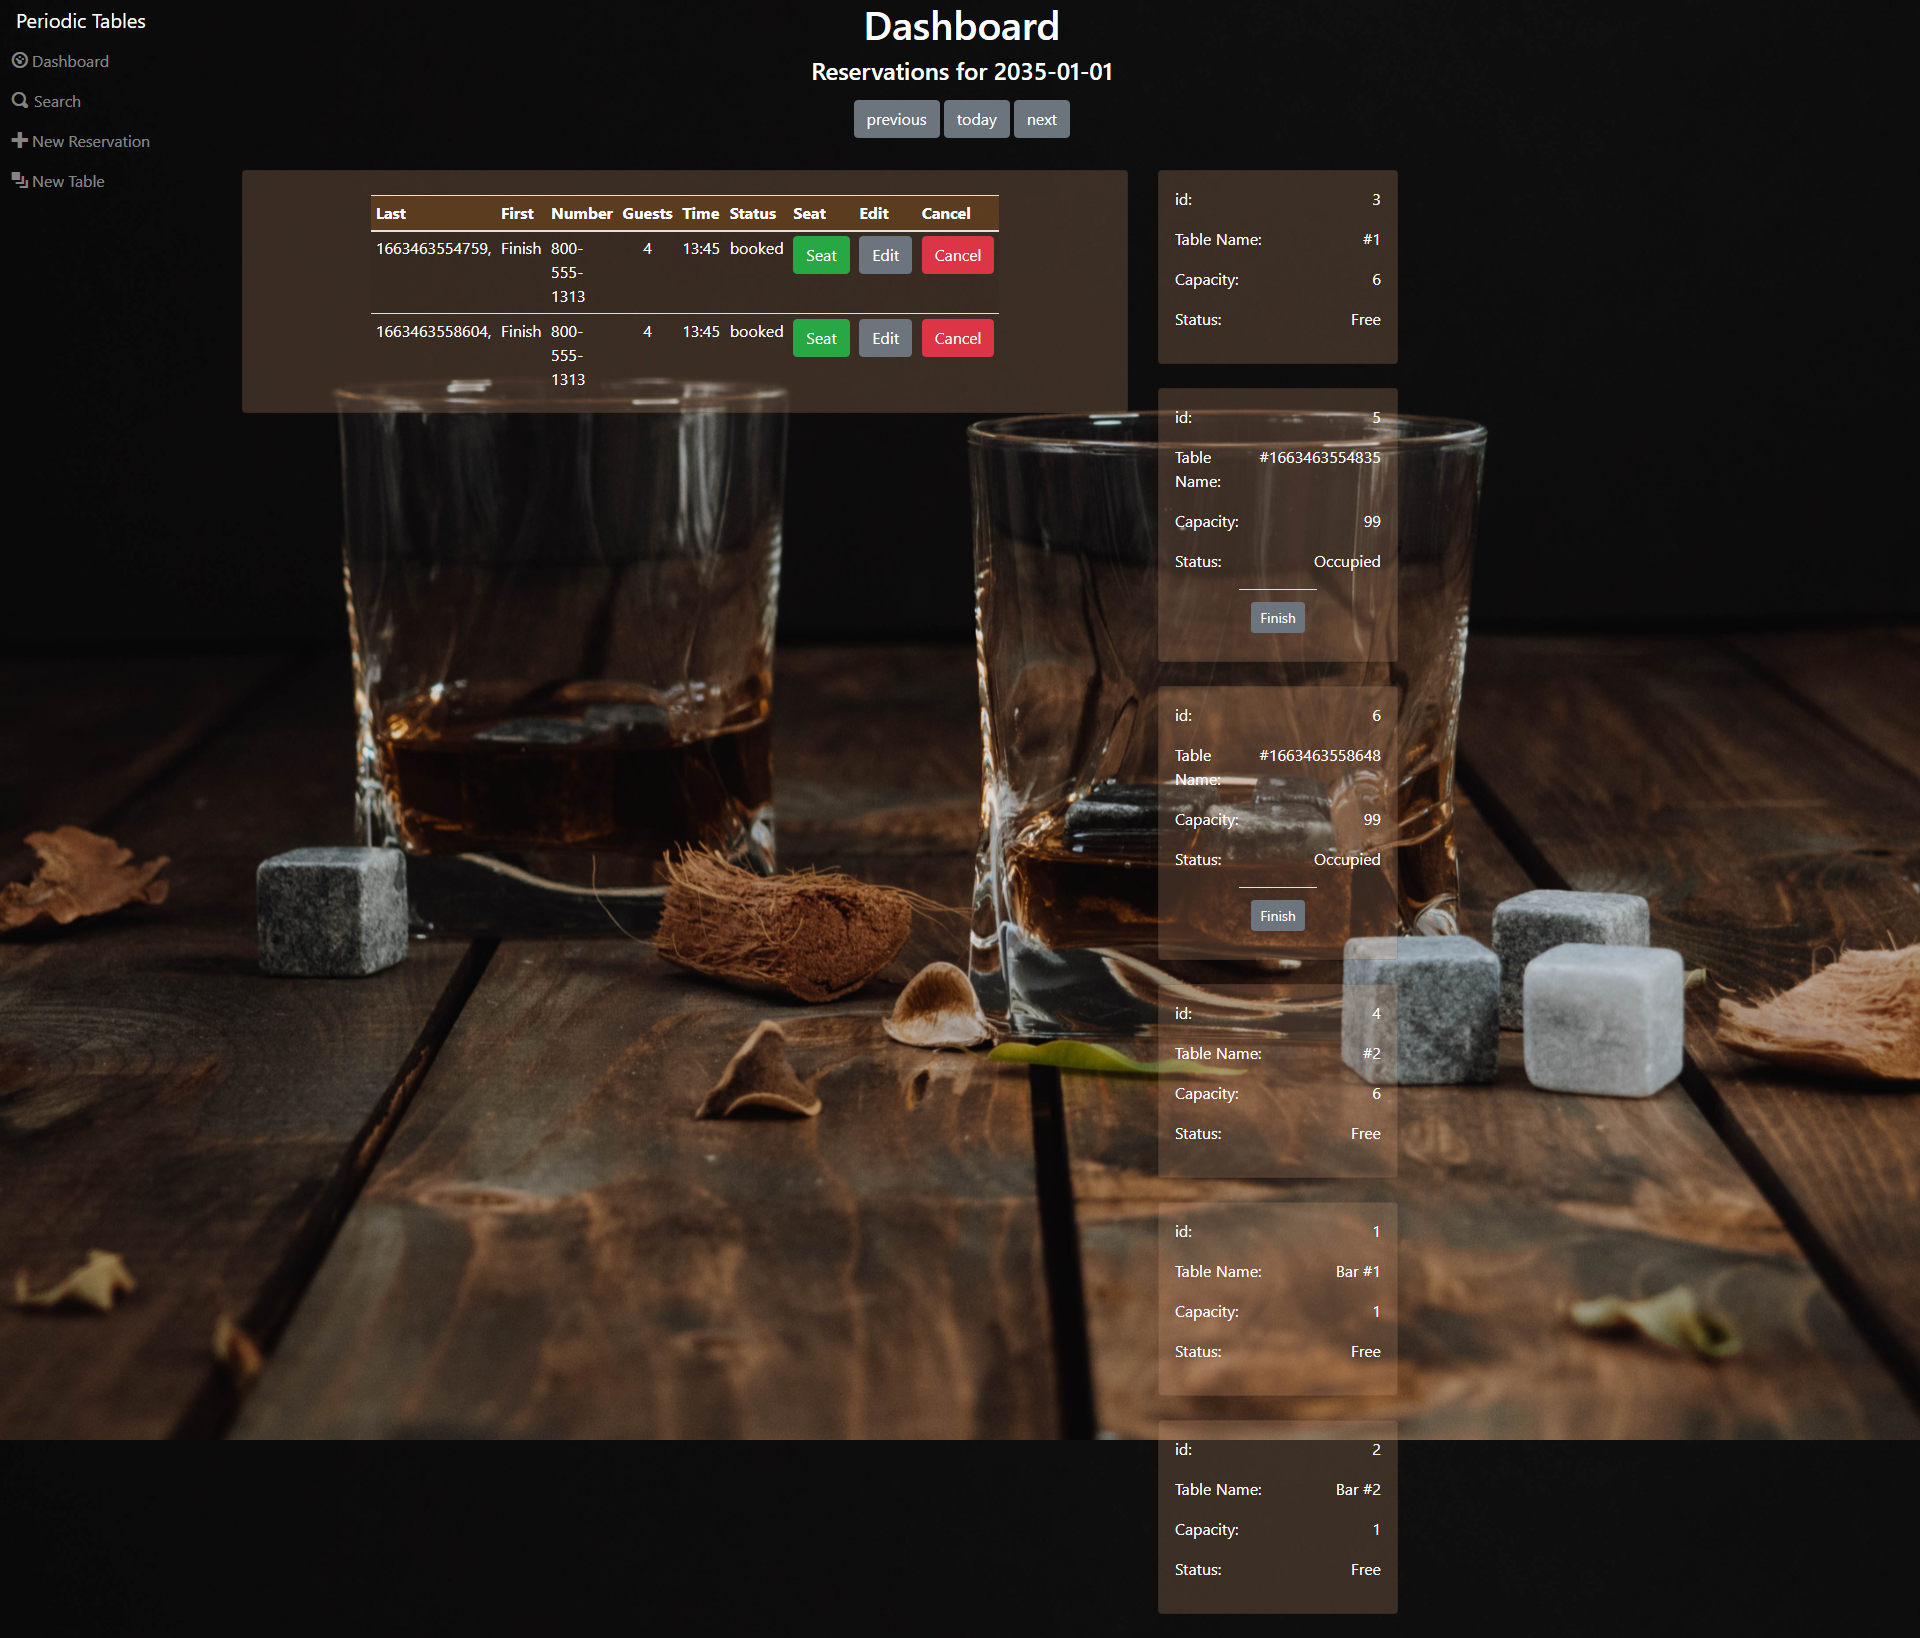 Periodic Tables
Dashboard
Search
New Reservation
New Table
Dashboard
Reservations for 2035-01-01
previous today next
Last First Number Guests Time Status Seat Edit Cancel
1663463554759, Finish 800-555-1313 4 13:45 booked Seat Edit Cancel
1663463558604, Finish 800-555-1313 4 13:45 booked Seat Edit Cancel
id: 3
Table Name: #1
Capacity: 6
Status: Free
id: 5
Table Name: #1663463554835
Capacity: 99
Status: Occupied
Finish
id: 6
Table Name: #1663463558648
Capacity: 99
Status: Occupied
Finish
id: 4
Table Name: #2
Capacity: 6
Status: Free
id: 1
Table Name: Bar #1
Capacity: 1
Status: Free
id: 2
Table Name: Bar #2
Capacity: 1
Status: Free